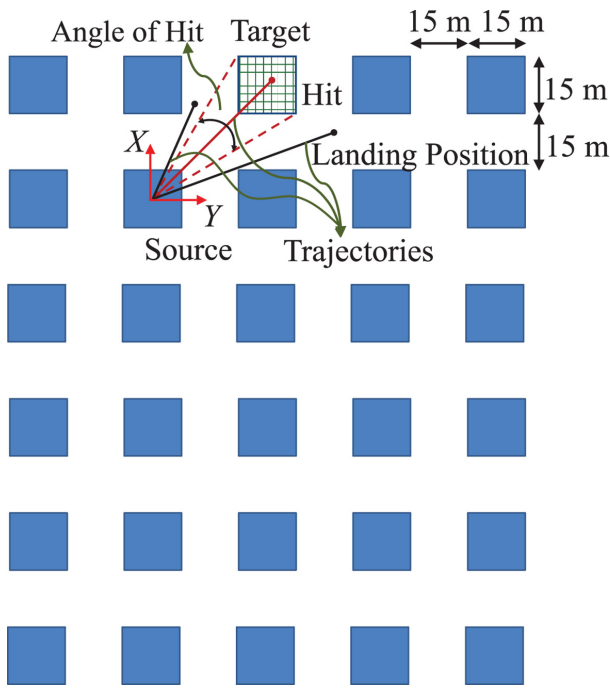 Angle of Hit
Target
15 m 15 m
Hit
15 m
X
Landing Position
15 m
Y
Source
Trajectories